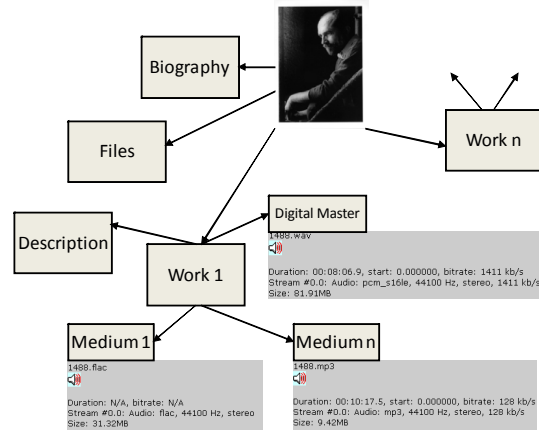 Biography
Files
Work n
Digital Master
1488.wav
Duration: 00:08:06.9, start: 0.000000, bitrate: 1411 kb/s
Stream #0.0: Audio: pcm_s16le, 44100 Hz, stereo, 1411 kb/s
Size: 81.91MB
Description
Work 1
Medium 1
1488.flac
Duration: N/A, bitrate: N/A
Stream #0.0: Audio: flac, 44100 Hz, stereo
Size: 31.32MB
Medium n
1488.mp3
Duration: 00:10:17.5, start: 0.000000, bitrate: 128 kb/s
Stream #0.0: Audio: mp3, 44100 Hz, stereo, 128 kb/s
Size: 9.42MB